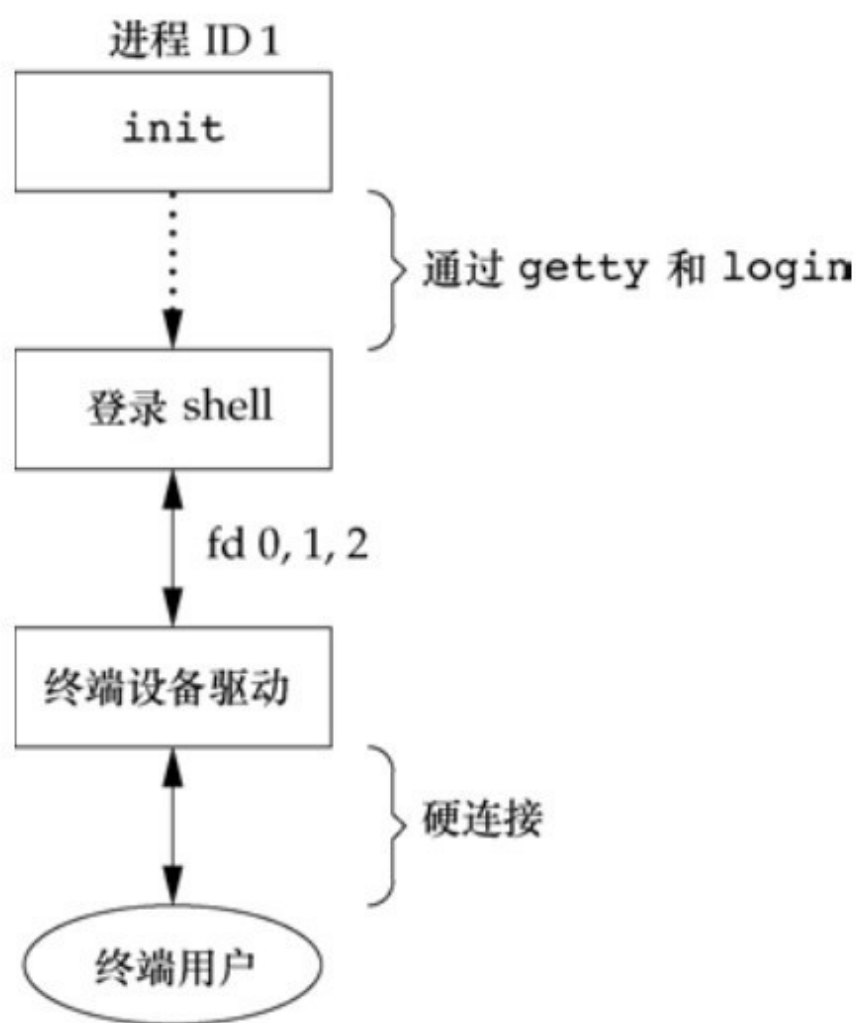 进程 ID 1
init
通过 getty 和 login
登录 shell
fd 0, 1, 2
终端设备驱动
硬连接
终端用户